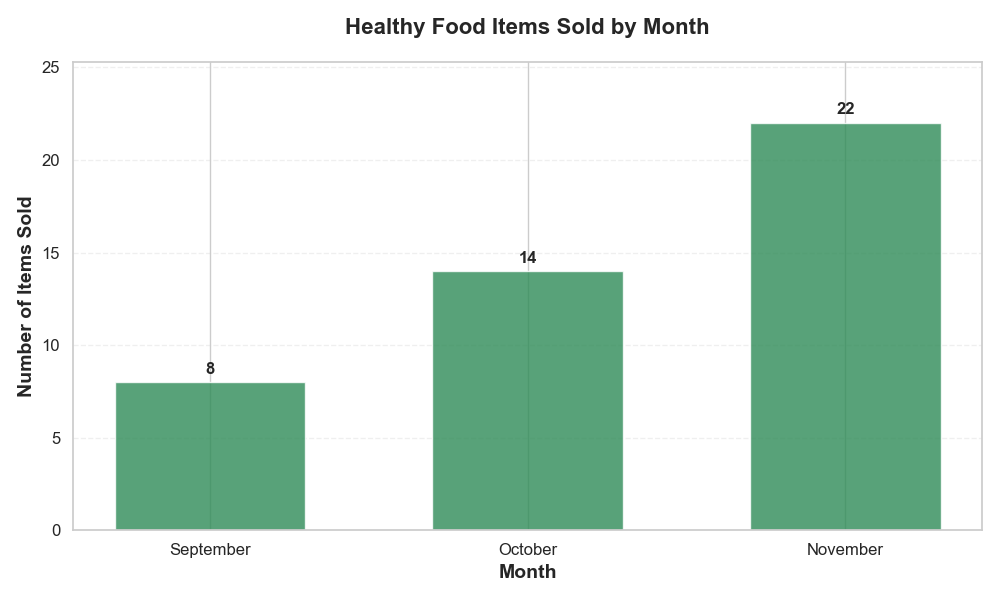 Healthy Food Items Sold by Month
Number of Items Sold
25
20
15
10
5
0
8
14
22
September
October
November
Month